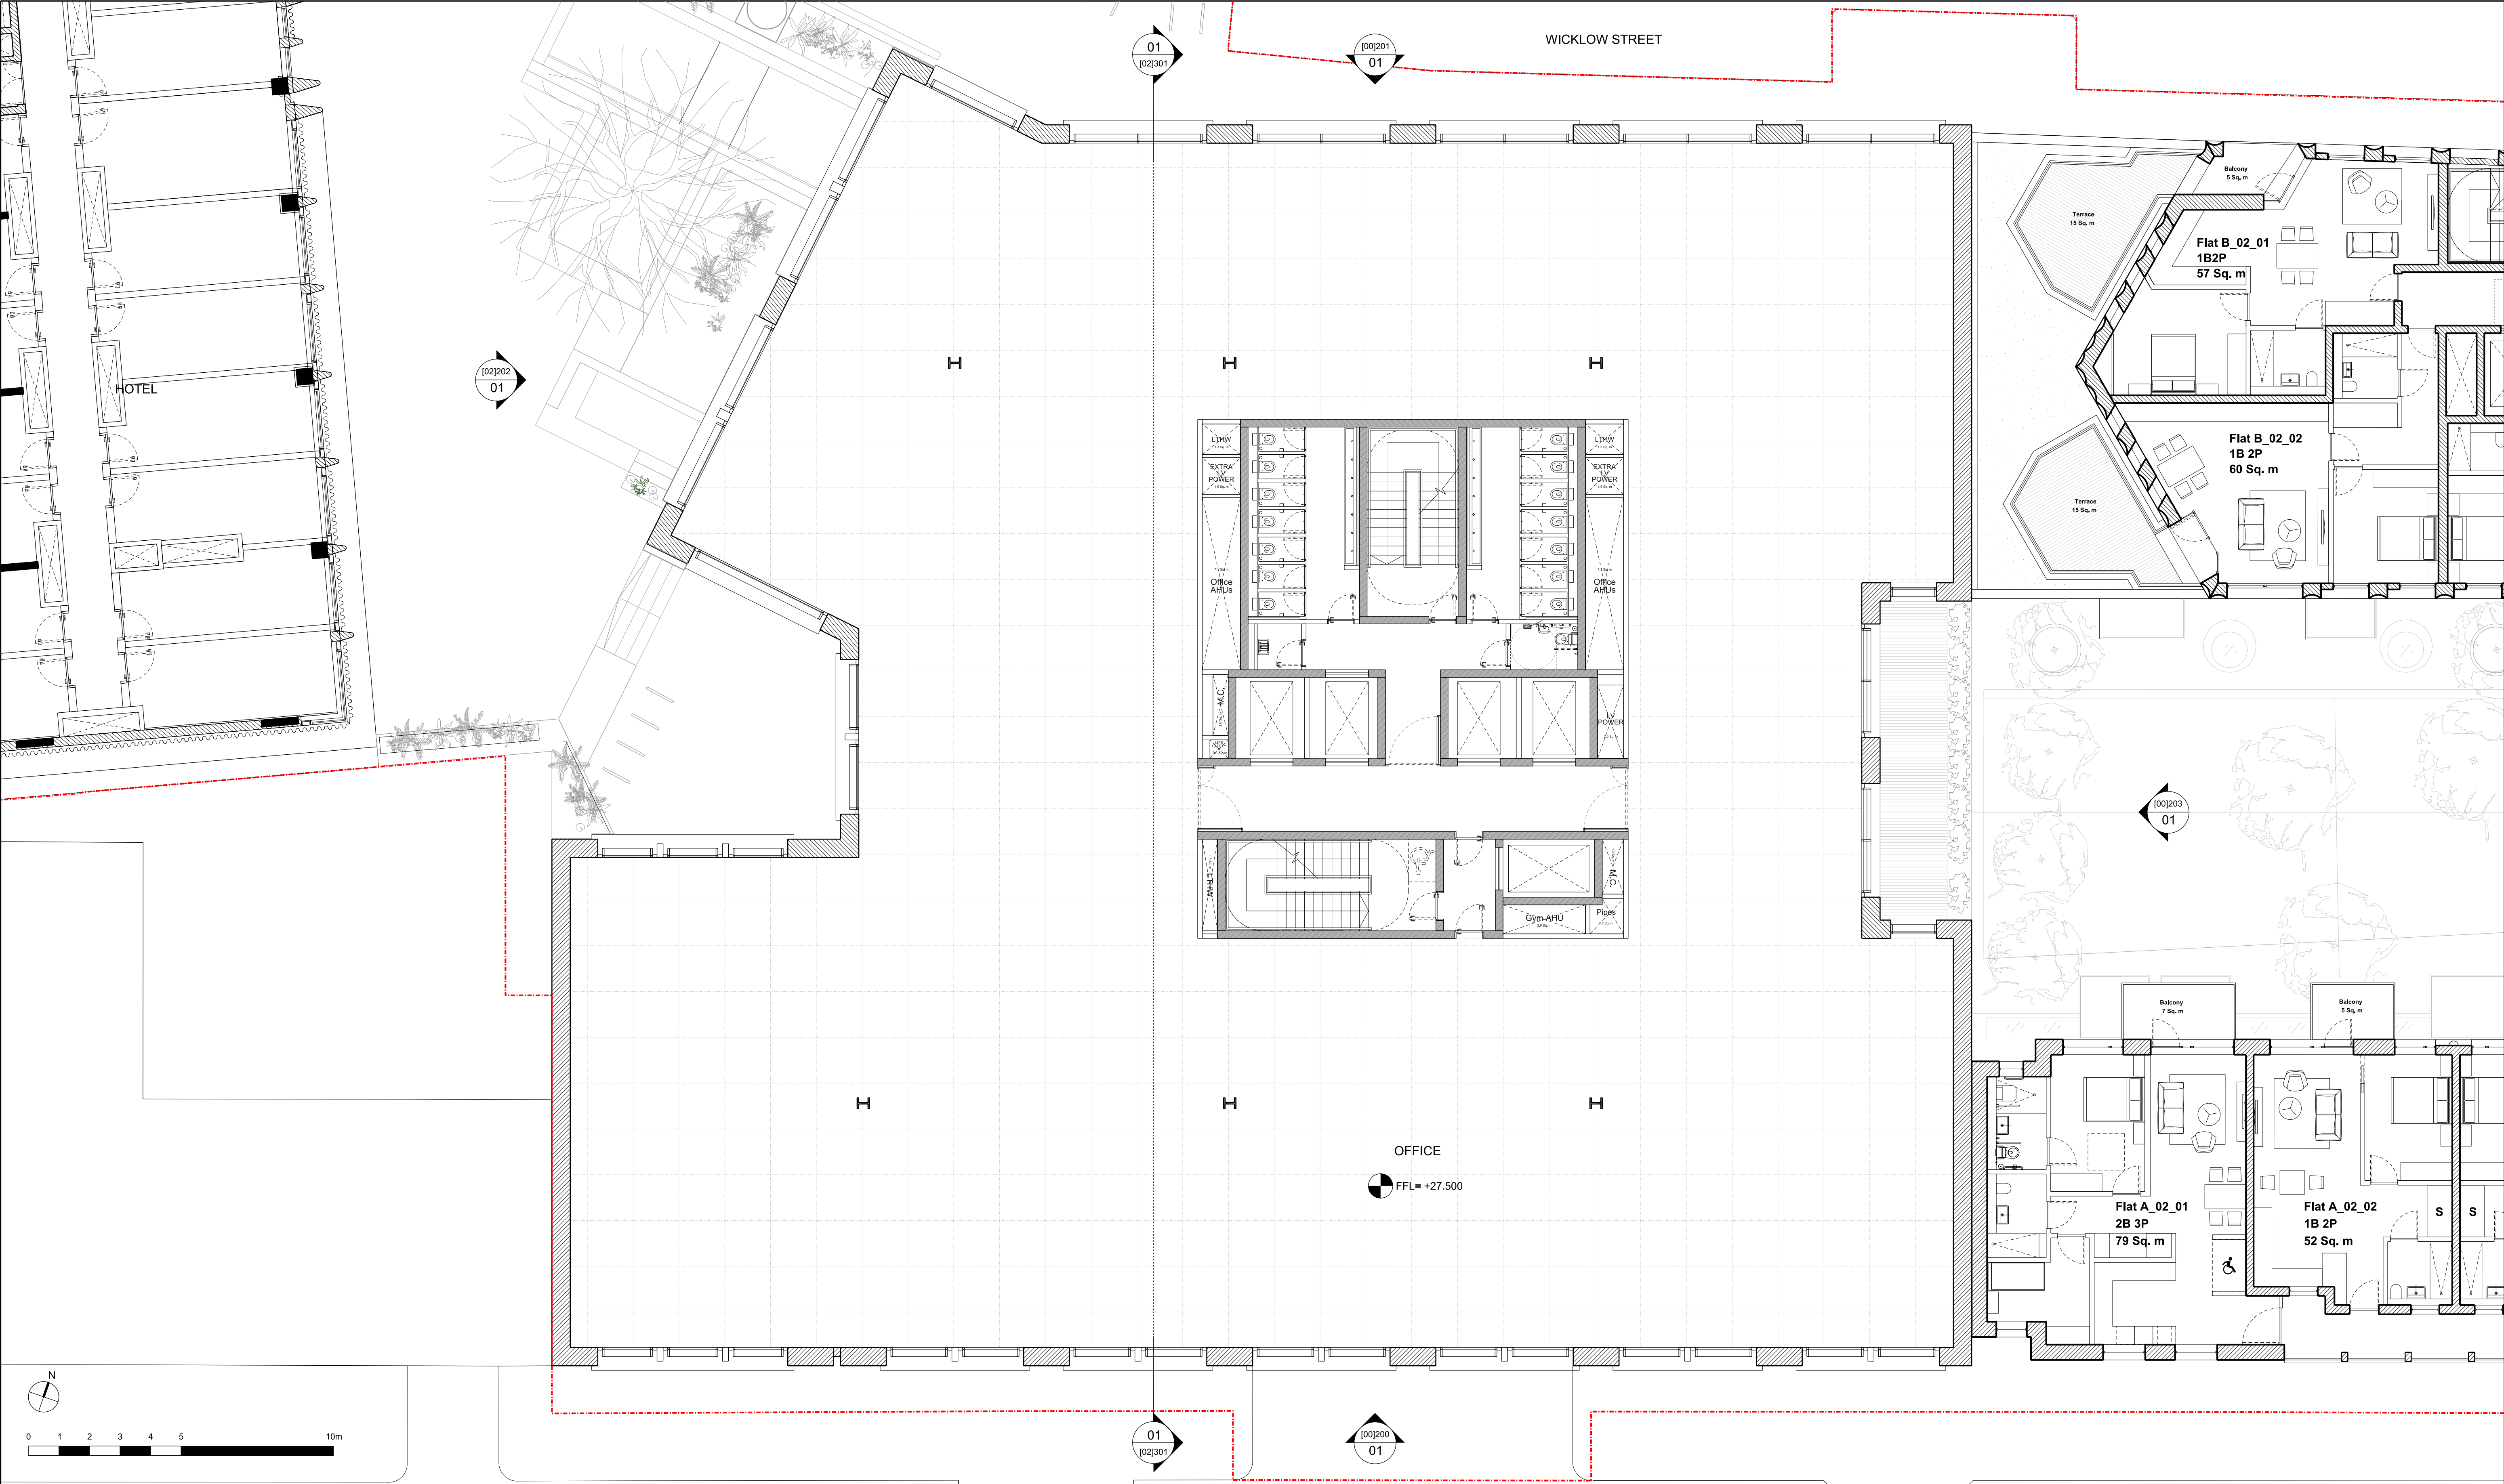 WICKLOW STREET
01
[02]301
[00]201
01
[02]202
01
HOTEL
Balcony
5 Sq. m
Terrace
15 Sq. m
Flat B_02_01
1B2P
57 Sq. m
Flat B_02_02
1B 2P
60 Sq. m
Terrace
15 Sq. m
LTHW
EXTRA
LV
POWER
Office
AHUs
M.C.
LTHW
EXTRA
LV
POWER
Office
AHUs
LV
POWER
LTHW
M.C.
Gym AHU
Pipes
[00]203
01
Balcony
7 Sq. m
Balcony
5 Sq. m
OFFICE
FFL= +27.500
Flat A_02_01
2B 3P
79 Sq. m
Flat A_02_02
1B 2P
52 Sq. m
S
S
N
0 1 2 3 4 5 10m
01
[02]301
[00]200
01